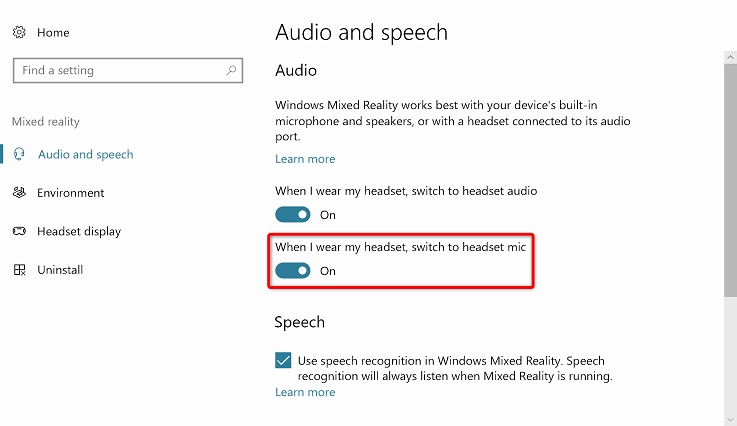 Home
Find a setting
Mixed reality
Audio and speech
Environment
Headset display
Uninstall
Audio and speech
Audio
Windows Mixed Reality works best with your device's built-in
microphone and speakers, or with a headset connected to its audio
port.
Learn more
When I wear my headset, switch to headset audio
On
When I wear my headset, switch to headset mic
On
Speech
Use speech recognition in Windows Mixed Reality. Speech
recognition will always listen when Mixed Reality is running.
Learn more